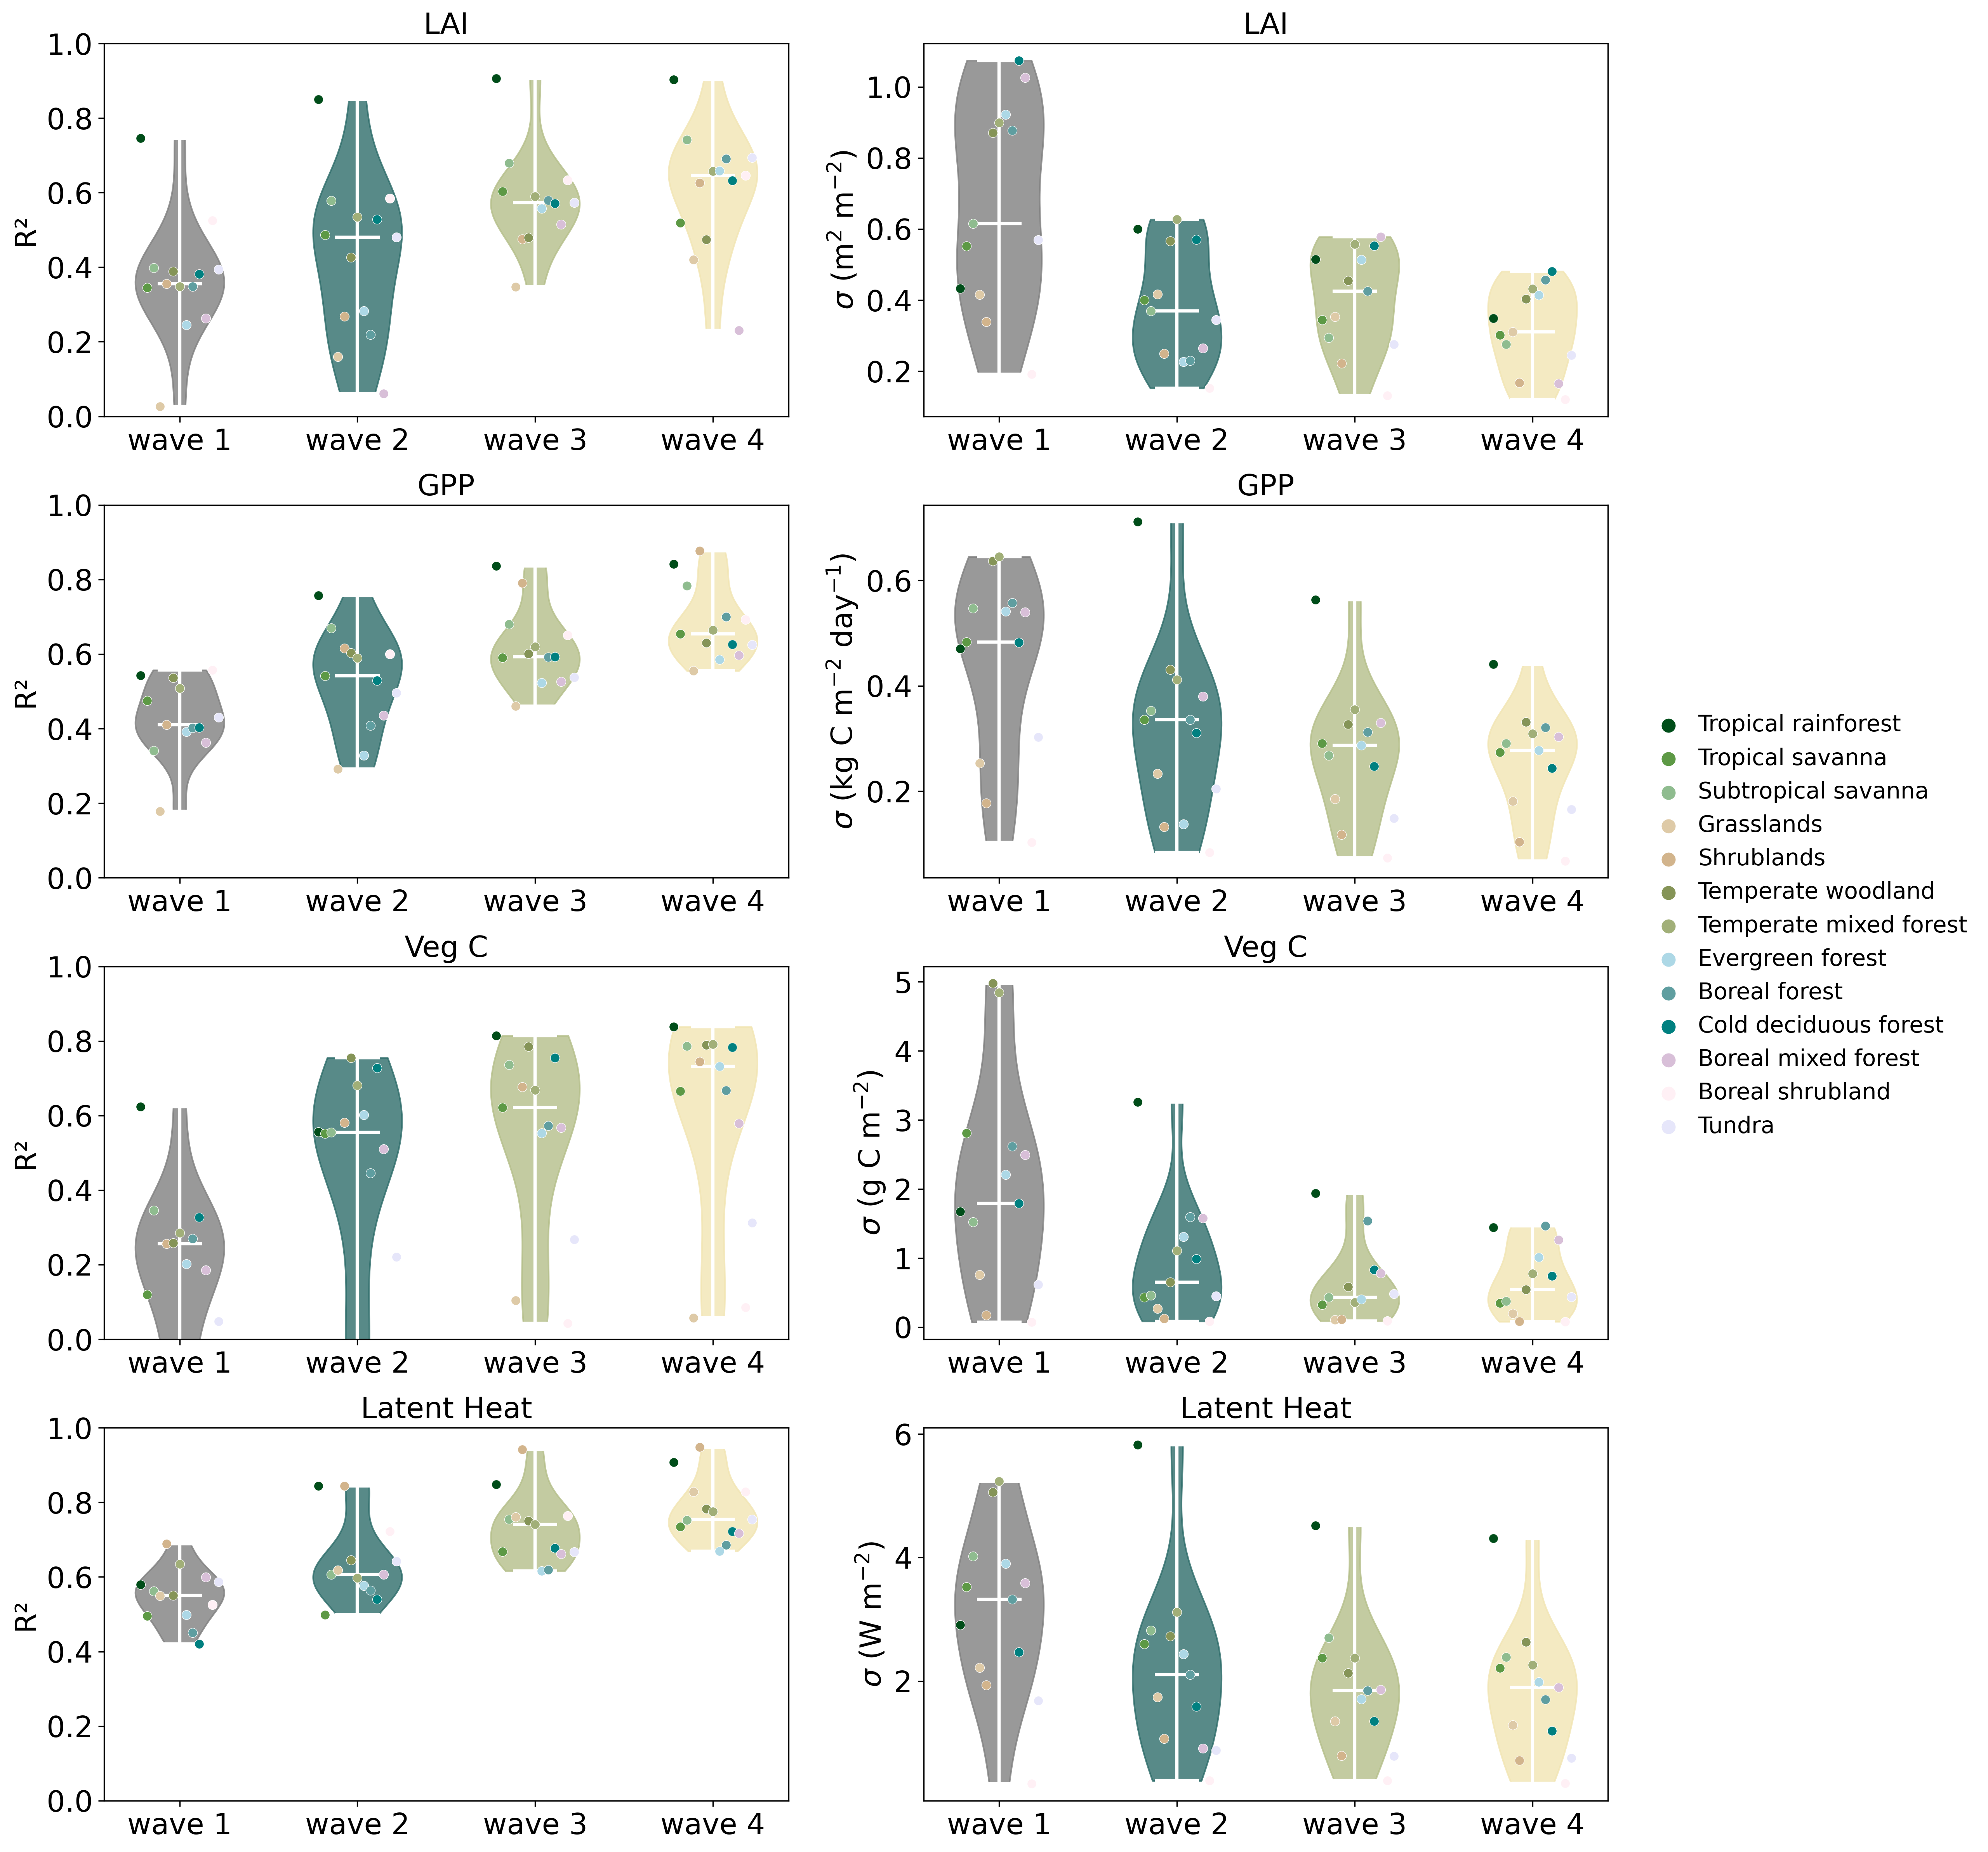 LAI
1.0
0.8
0.6
0.4
0.2
0.0
R²
wave 1 wave 2 wave 3 wave 4
LAI
1.0
0.8
0.6
0.4
0.2
σ (m² m⁻²)
wave 1 wave 2 wave 3 wave 4
GPP
1.0
0.8
0.6
0.4
0.2
0.0
R²
wave 1 wave 2 wave 3 wave 4
GPP
0.6
0.4
0.2
σ (kg C m⁻² day⁻¹)
wave 1 wave 2 wave 3 wave 4
Veg C
1.0
0.8
0.6
0.4
0.2
0.0
R²
wave 1 wave 2 wave 3 wave 4
Veg C
5
4
3
2
1
0
σ (g C m⁻²)
wave 1 wave 2 wave 3 wave 4
Latent Heat
1.0
0.8
0.6
0.4
0.2
0.0
R²
wave 1 wave 2 wave 3 wave 4
Latent Heat
6
4
2
σ (W m⁻²)
wave 1 wave 2 wave 3 wave 4
Tropical rainforest
Tropical savanna
Subtropical savanna
Grasslands
Shrublands
Temperate woodland
Temperate mixed forest
Evergreen forest
Boreal forest
Cold deciduous forest
Boreal mixed forest
Boreal shrubland
Tundra